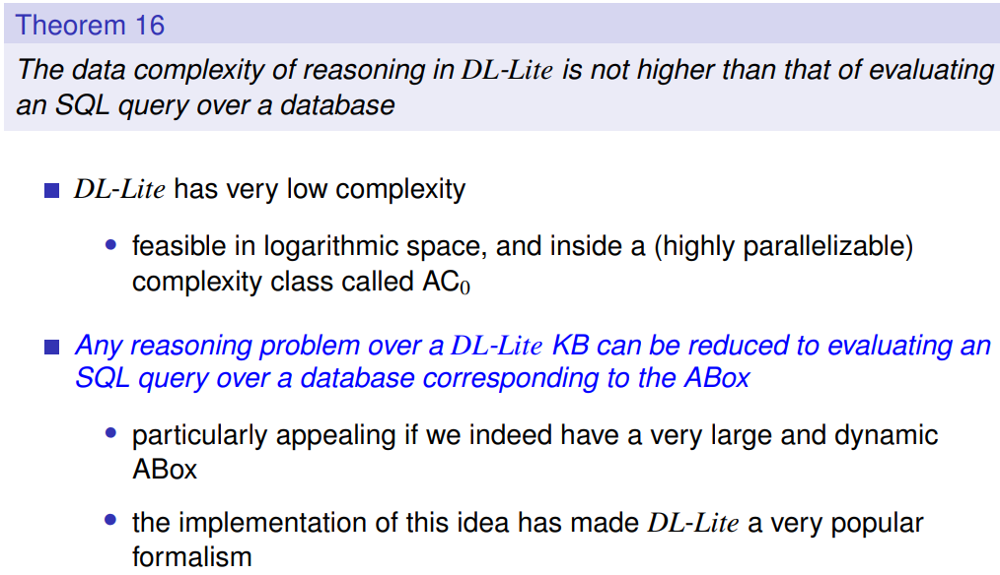 Theorem 16
The data complexity of reasoning in DL-Lite is not higher than that of evaluating
an SQL query over a database
■ DL-Lite has very low complexity
• feasible in logarithmic space, and inside a (highly parallelizable)
complexity class called AC₀
■ Any reasoning problem over a DL-Lite KB can be reduced to evaluating an
SQL query over a database corresponding to the ABox
• particularly appealing if we indeed have a very large and dynamic
ABox
• the implementation of this idea has made DL-Lite a very popular
formalism